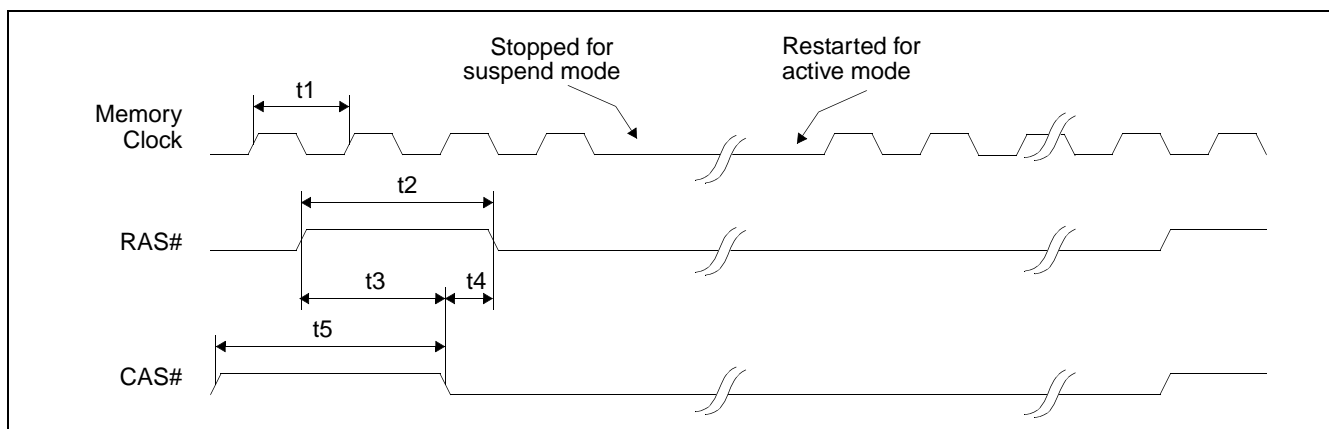 Stopped for
suspend mode
Restarted for
active mode
t1
Memory
Clock
t2
RAS#
t3
t4
t5
CAS#